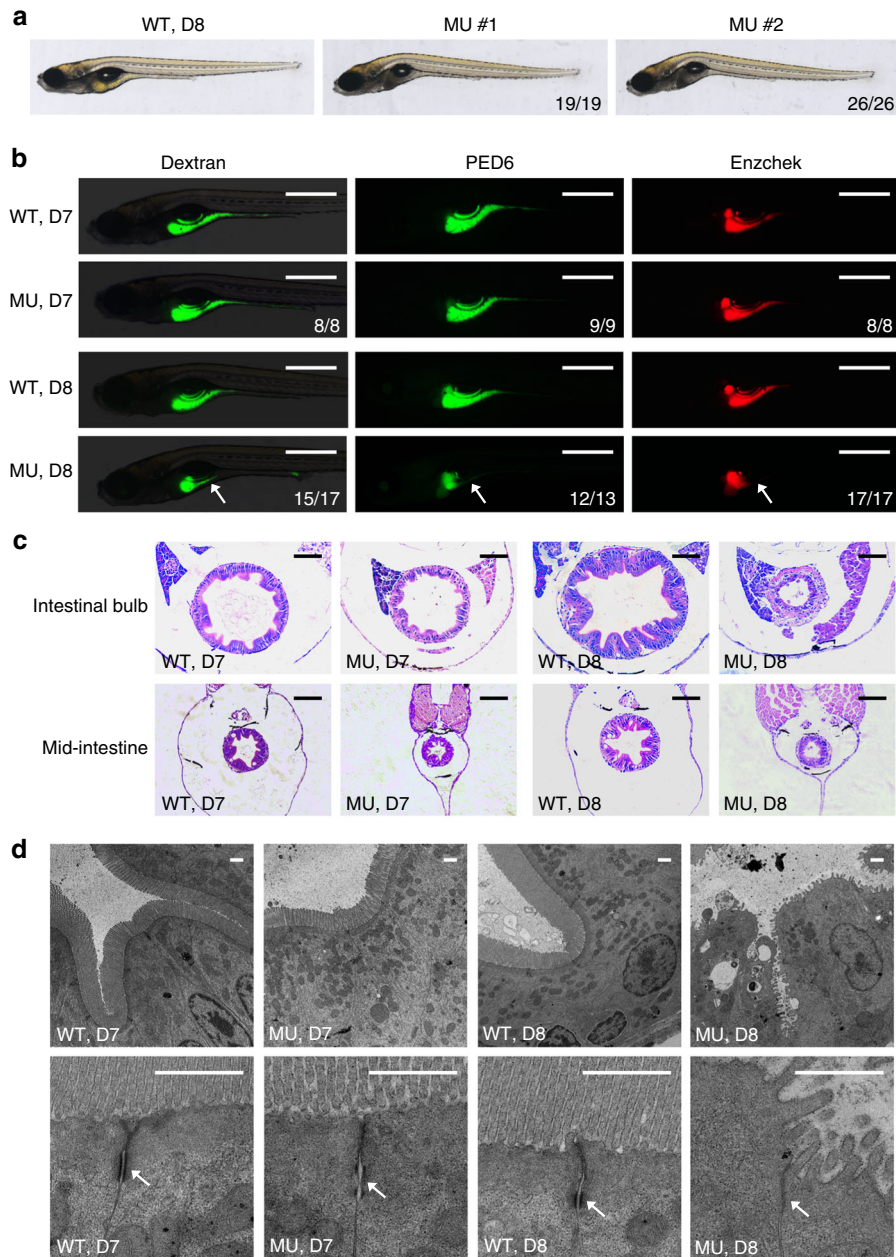 a
WT, D8 MU #1 MU #2
19/19 26/26
b
Dextran PED6 Enzchek
WT, D7
MU, D7
8/8 9/9 8/8
WT, D8
MU, D8
15/17 12/13 17/17
c
Intestinal bulb
WT, D7 MU, D7 WT, D8 MU, D8
Mid-intestine
WT, D7 MU, D7 WT, D8 MU, D8
d
WT, D7 MU, D7 WT, D8 MU, D8
WT, D7 MU, D7 WT, D8 MU, D8